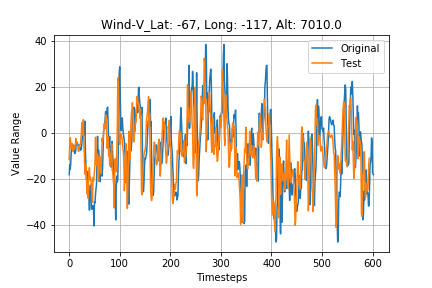 Wind-V_Lat: -67, Long: -117, Alt: 7010.0
Original
Test
Value Range
40
20
0
−20
−40
0 100 200 300 400 500 600
Timesteps